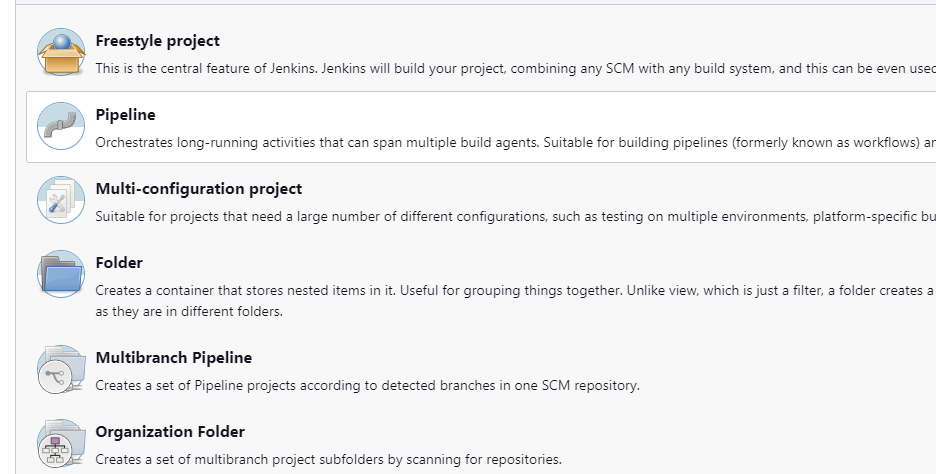 Freestyle project
This is the central feature of Jenkins. Jenkins will build your project, combining any SCM with any build system, and this can be even used
Pipeline
Orchestrates long-running activities that can span multiple build agents. Suitable for building pipelines (formerly known as workflows) an
Multi-configuration project
Suitable for projects that need a large number of different configurations, such as testing on multiple environments, platform-specific bu
Folder
Creates a container that stores nested items in it. Useful for grouping things together. Unlike view, which is just a filter, a folder creates a
as they are in different folders.
Multibranch Pipeline
Creates a set of Pipeline projects according to detected branches in one SCM repository.
Organization Folder
Creates a set of multibranch project subfolders by scanning for repositories.